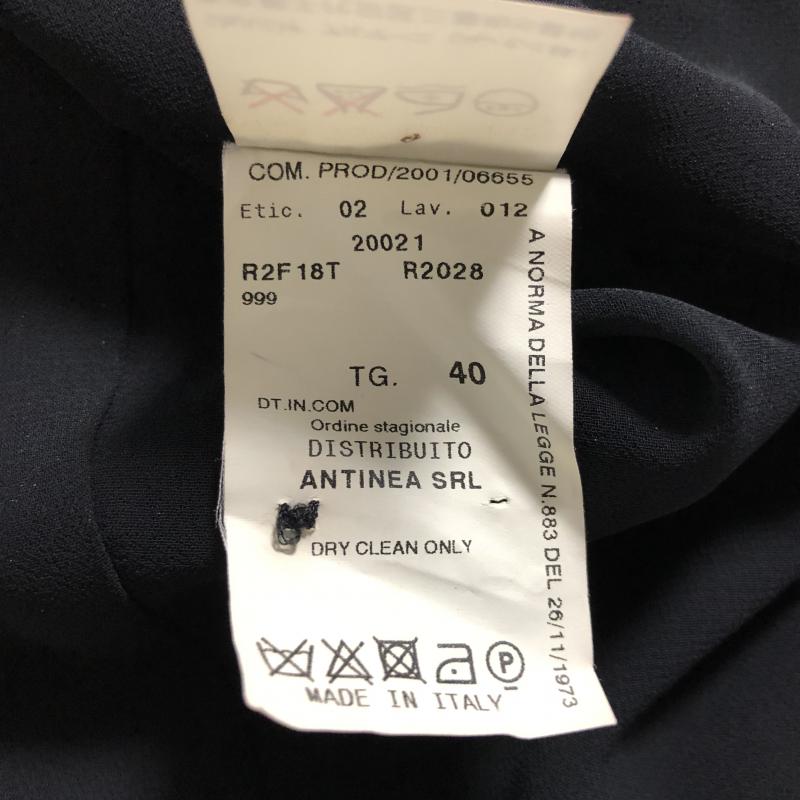 COM. PROD/2001/06655
Etic. 02 Lav. 012
20021
R2F18T R2028
999
TG. 40
DT.IN.COM
Ordine stagionale
DISTRIBUITO
ANTINEA SRL
DRY CLEAN ONLY
P
MADE IN ITALY
A NORMA DELLA LEGGE N.883 DEL 26/11/1973